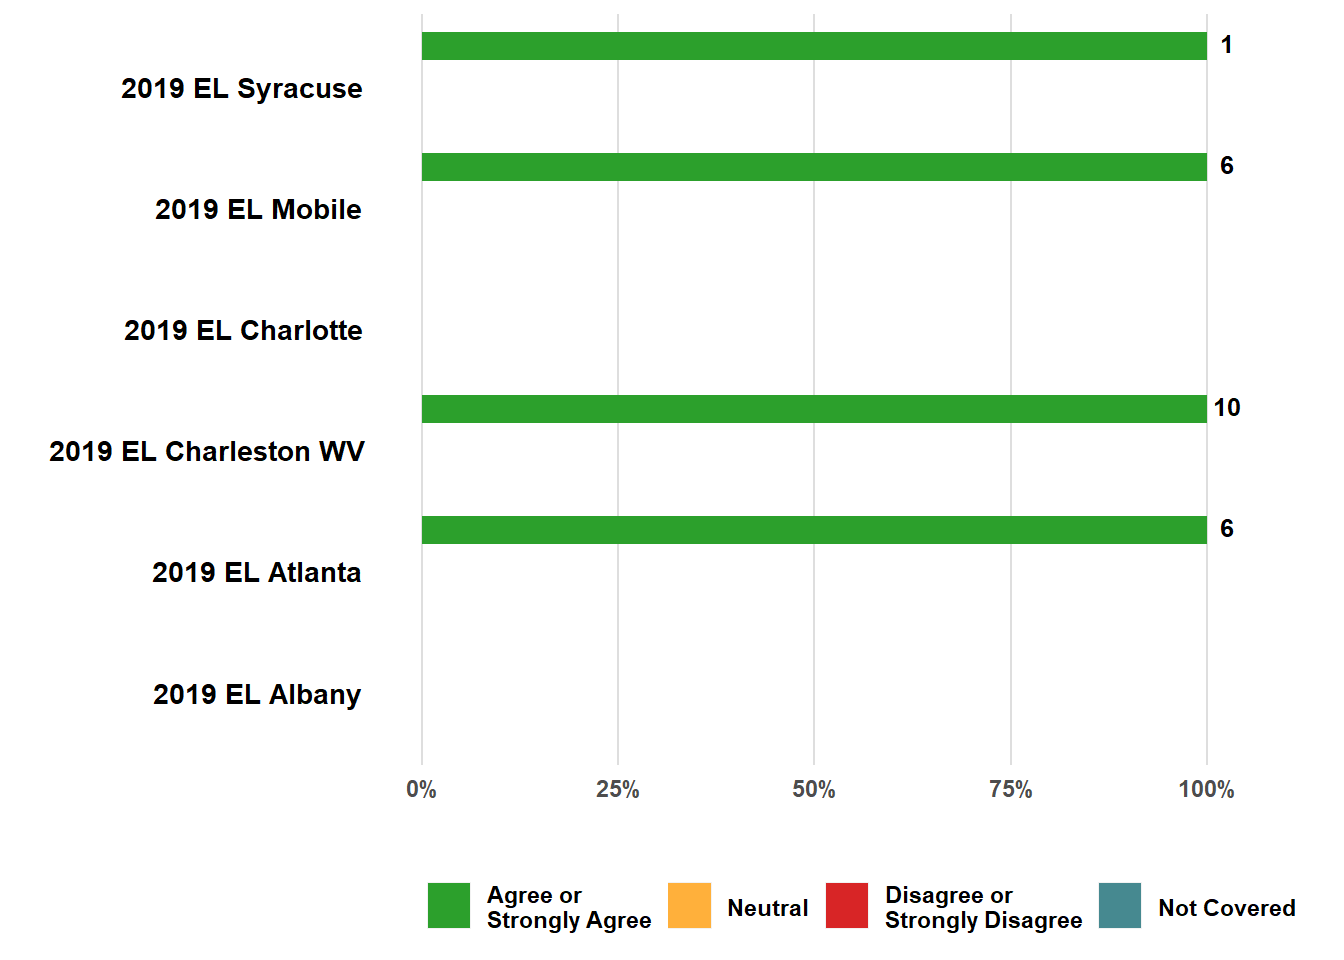 1
2019 EL Syracuse
6
2019 EL Mobile
2019 EL Charlotte
10
2019 EL Charleston WV
6
2019 EL Atlanta
2019 EL Albany
0% 25% 50% 75% 100%
Agree or
Strongly Agree
Neutral
Disagree or
Strongly Disagree
Not Covered